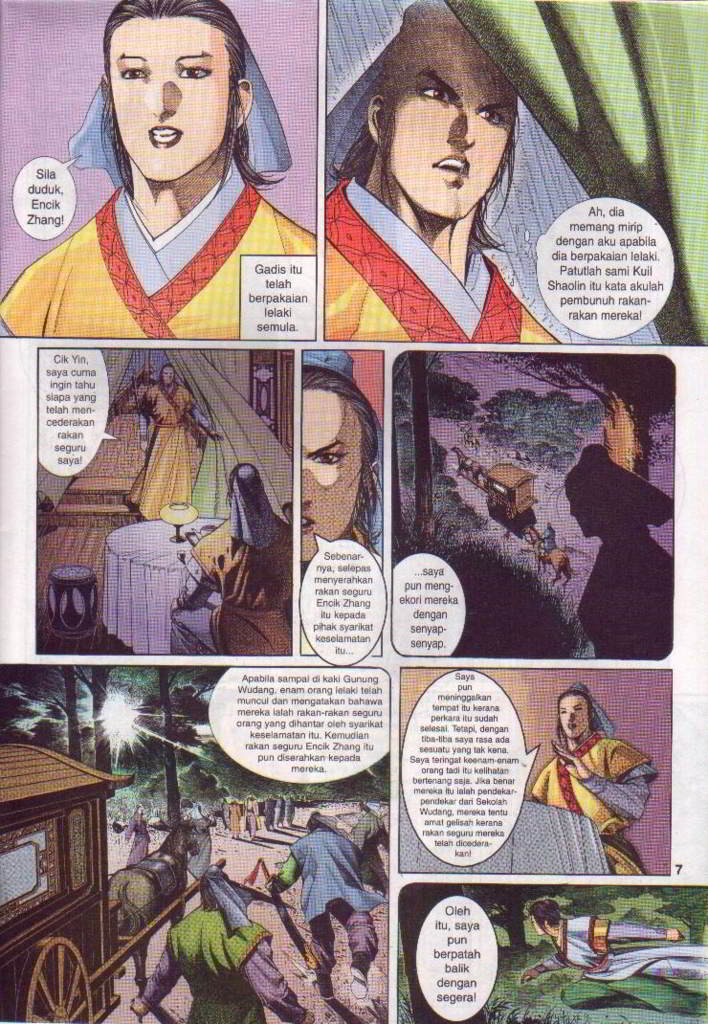 Sila
duduk,
Encik
Zhang!
Gadis itu
telah
berpakaian
lelaki
semula.
Ah, dia
memang mirip
dengan aku apabila
dia berpakaian lelaki.
Patutlah sami Kuil
Shaolin itu kata akulah
pembunuh rakan-
rakan mereka!
Cik Yin,
saya cuma
ingin tahu
siapa yang
telah men-
cederakan
rakan
seguru
saya!
Sebenar-
nya, selepas
menyerahkan
rakan seguru
Encik Zhang
itu kepada
pihak syarikat
keselamatan
itu...
...saya
pun meng-
ekori mereka
dengan
senyap-
senyap.
Apabila sampai di kaki Gunung
Wudang, enam orang lelaki telah
muncul dan mengatakan bahawa
mereka ialah rakan-rakan seguru
orang yang dihantar oleh syarikat
keselamatan itu. Kemudian
rakan seguru Encik Zhang itu
pun diserahkan kepada
mereka.
Saya
pun
meninggalkan
tempat itu kerana
perkara itu sudah
selesai. Tetapi, dengan
tiba-tiba saya rasa ada
sesuatu yang tak kena.
Saya teringat keenam-enam
orang tadi itu kelihatan
bertenang saja. Jika benar
mereka itu ialah pendekar-
pendekar dari Sekolah
Wudang, mereka tentu
amat gelisah kerana
rakan seguru mereka
telah dicedera-
kan!
7
Oleh
itu, saya
pun
berpatah
balik
dengan
segera!